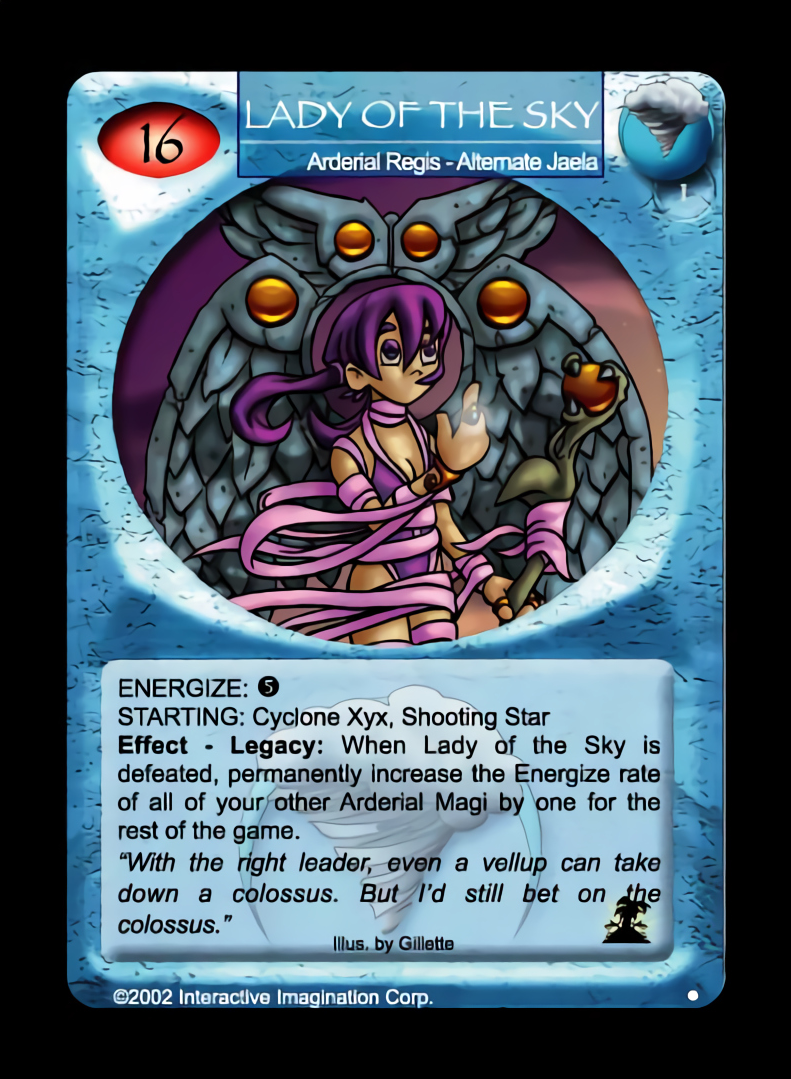 16
LADY OF THE SKY
Arderial Regis - Alternate Jaela
1
ENERGIZE: 5
STARTING: Cyclone Xyx, Shooting Star
Effect - Legacy: When Lady of the Sky is
defeated, permanently increase the Energize rate
of all of your other Arderial Magi by one for the
rest of the game.
“With the right leader, even a vellup can take
down a colossus. But I’d still bet on the
colossus.”
Illus. by Gillette
©2002 Interactive Imagination Corp.